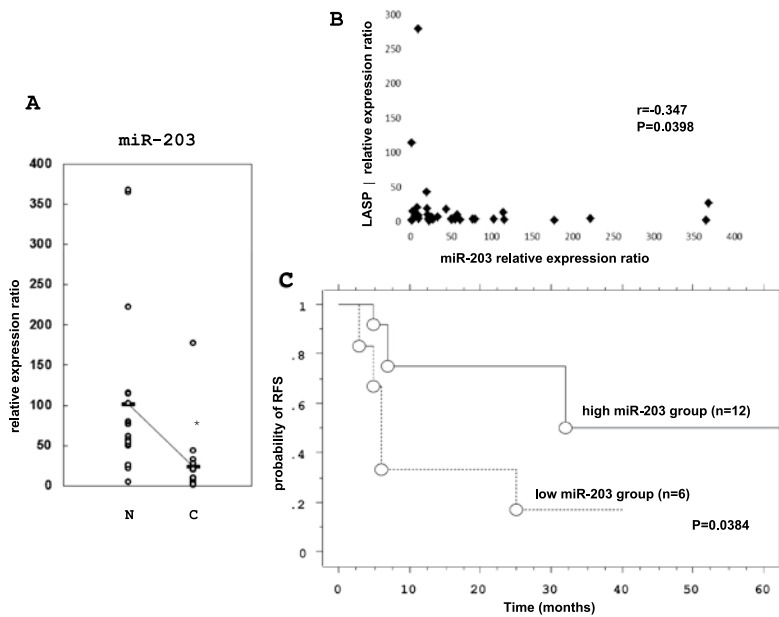 A
miR-203
relative expression ratio
400
350
300
250
200
150
100
50
0
*
N C
B
LASP | relative expression ratio
300
250
200
150
100
50
0
r=-0.347
P=0.0398
0 50 100 150 200 250 300 350 400
miR-203 relative expression ratio
C
probability of RFS
1
.8
.6
.4
.2
0
high miR-203 group (n=12)
low miR-203 group (n=6)
P=0.0384
0 10 20 30 40 50 60
Time (months)